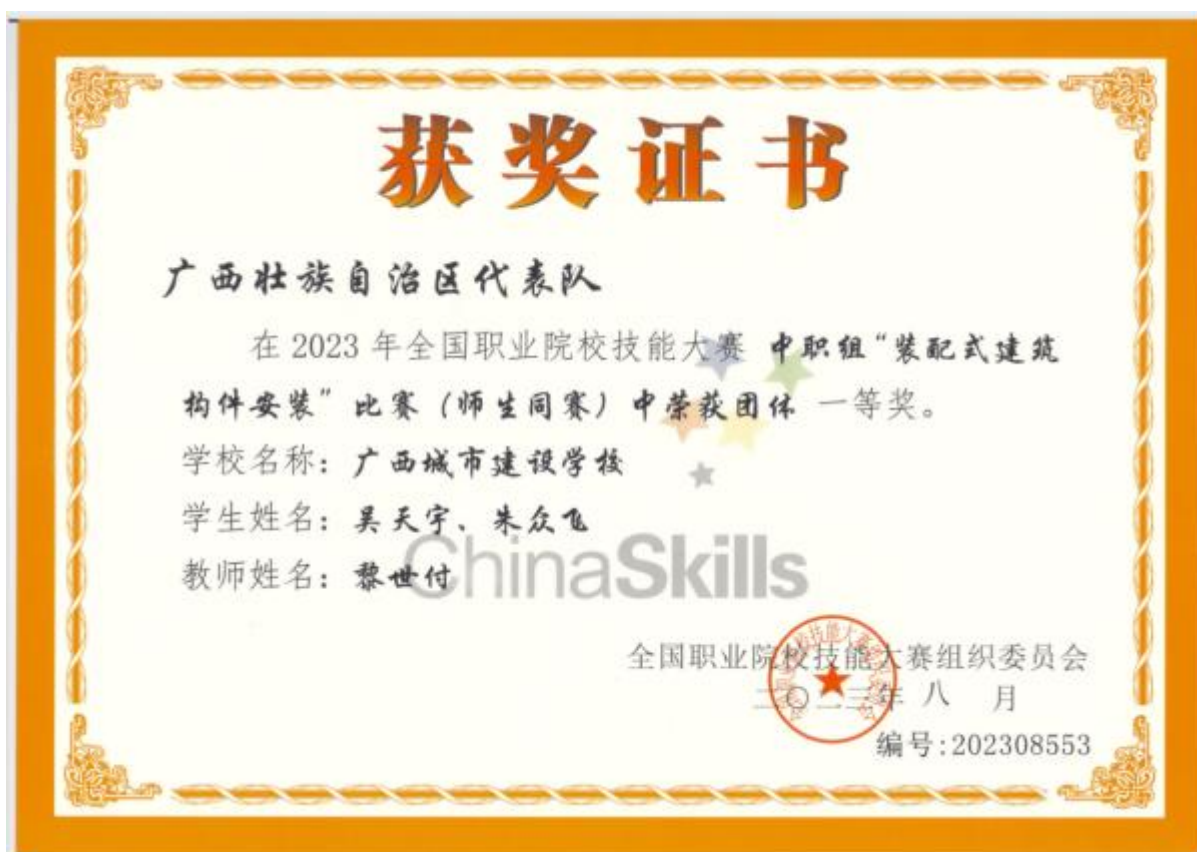 获奖证书
广西壮族自治区代表队
在 2023 年全国职业院校技能大赛 中职组“装配式建筑
构件安装”比赛（师生同赛）中荣获团体 一等奖。
学校名称：广西城市建设学校
学生姓名：吴天宇、朱众飞
教师姓名：黎世付
ChinaSkills
全国职业院校技能大赛组织委员会
二〇二三年 八 月
编号:202308553